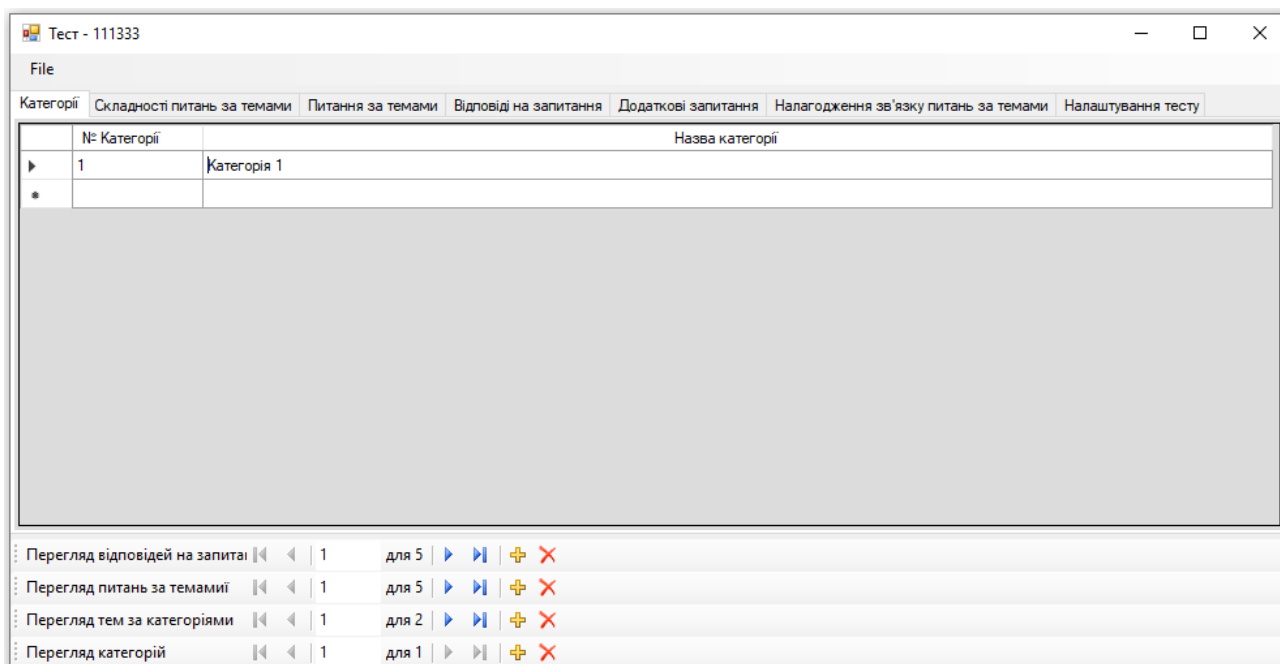 Тест - 111333
File
Категорії Складності питань за темами Питання за темами Відповіді на запитання Додаткові запитання Налагодження зв'язку питань за темами Налаштування тесту
№ Категорії Назва категорії
1 Категорія 1
Перегляд відповідей на запита 1 для 5
Перегляд питань за темамиї 1 для 5
Перегляд тем за категоріями 1 для 2
Перегляд категорій 1 для 1